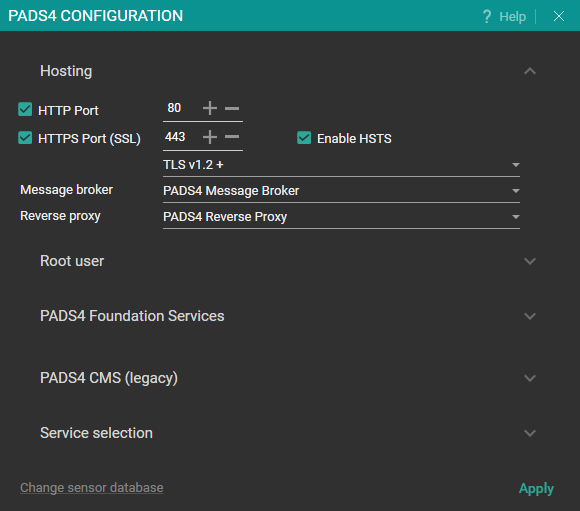 PADS4 CONFIGURATION
? Help
Hosting
HTTP Port 80
HTTPS Port (SSL) 443 Enable HSTS
TLS v1.2 +
Message broker PADS4 Message Broker
Reverse proxy PADS4 Reverse Proxy
Root user
PADS4 Foundation Services
PADS4 CMS (legacy)
Service selection
Change sensor database Apply